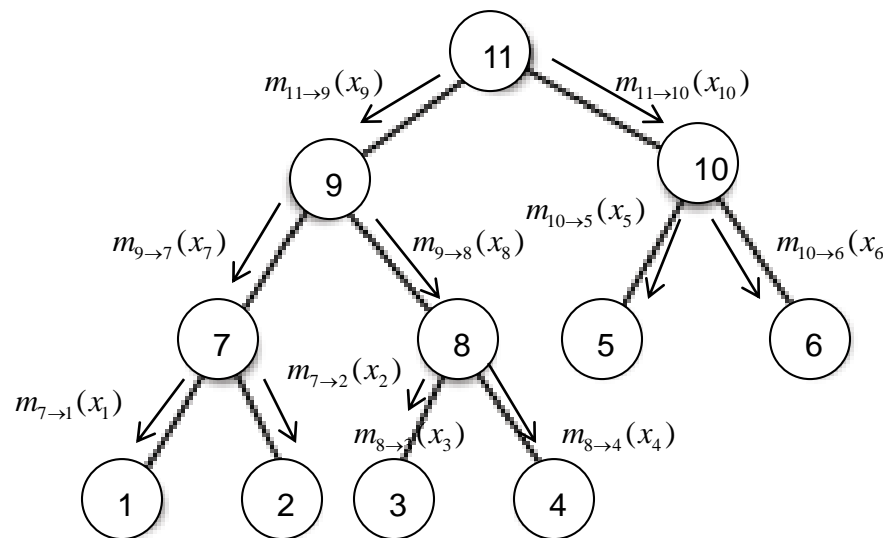 11
m₁₁→₉(x₉)
m₁₁→₁₀(x₁₀)
9
10
m₁₀→₅(x₅)
m₉→₇(x₇)
m₉→₈(x₈)
m₁₀→₆(x₆
7
8
5
6
m₇→₂(x₂)
m₇→₁(x₁)
m₈→₃(x₃)
m₈→₄(x₄)
1
2
3
4